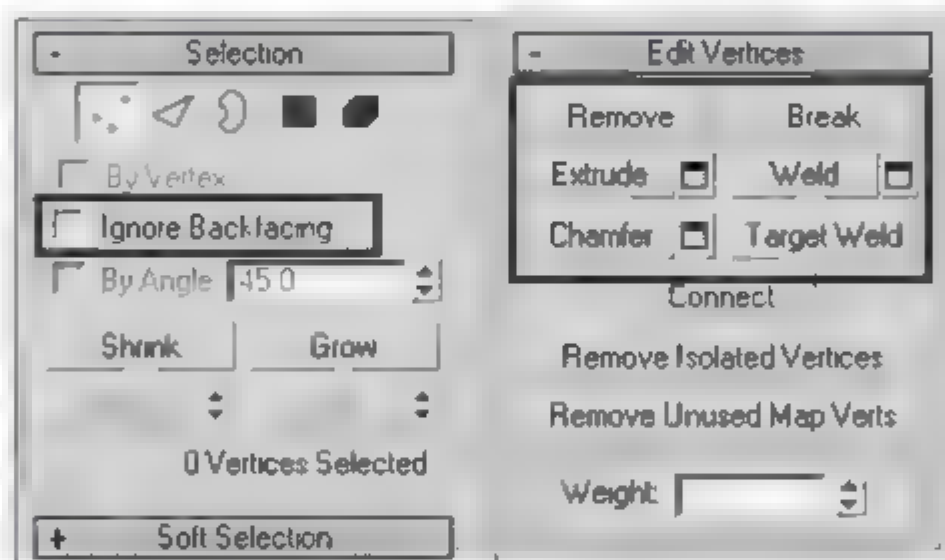 - Selection
By Vertex
Ignore Backfacing
By Angle 45.0
Shrink Grow
0 Vertices Selected
+ Soft Selection
- Edit Vertices
Remove Break
Extrude Weld
Chamfer Target Weld
Connect
Remove Isolated Vertices
Remove Unused Map Verts
Weight: